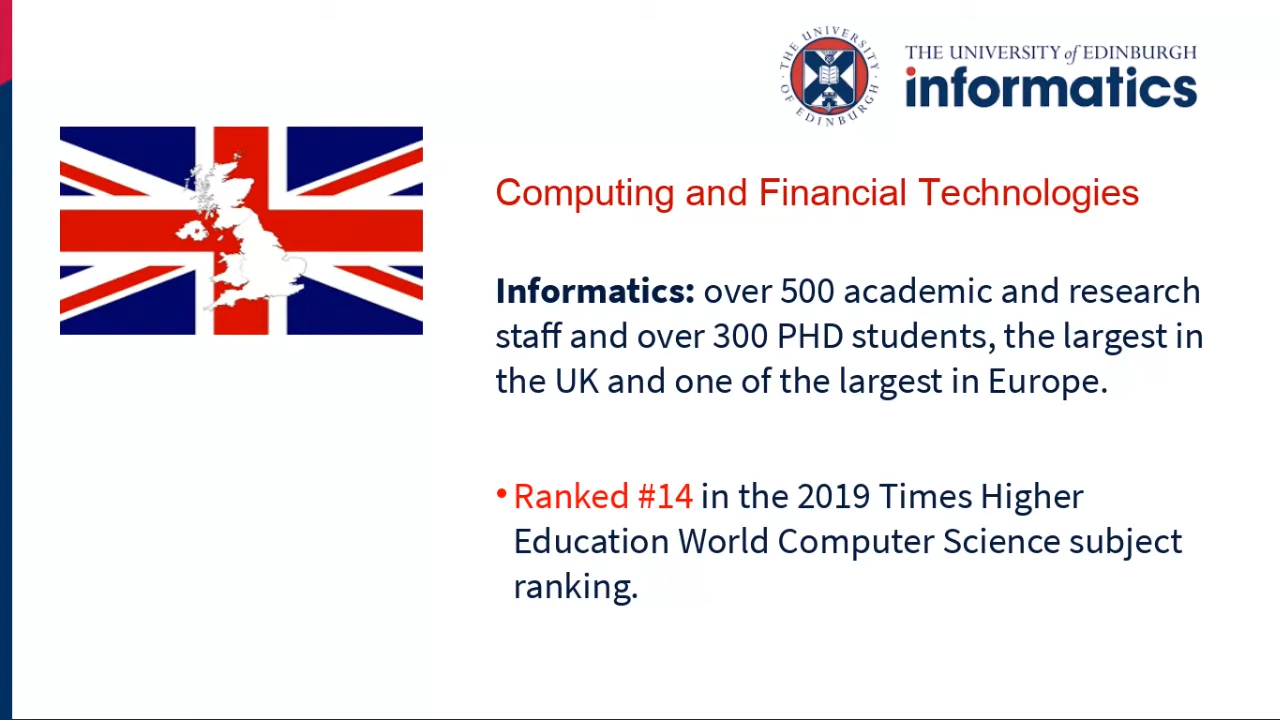 THE UNIVERSITY OF EDINBURGH
THE UNIVERSITY of EDINBURGH
informatics
Computing and Financial Technologies
Informatics: over 500 academic and research
staff and over 300 PHD students, the largest in
the UK and one of the largest in Europe.
•Ranked #14 in the 2019 Times Higher
Education World Computer Science subject
ranking.